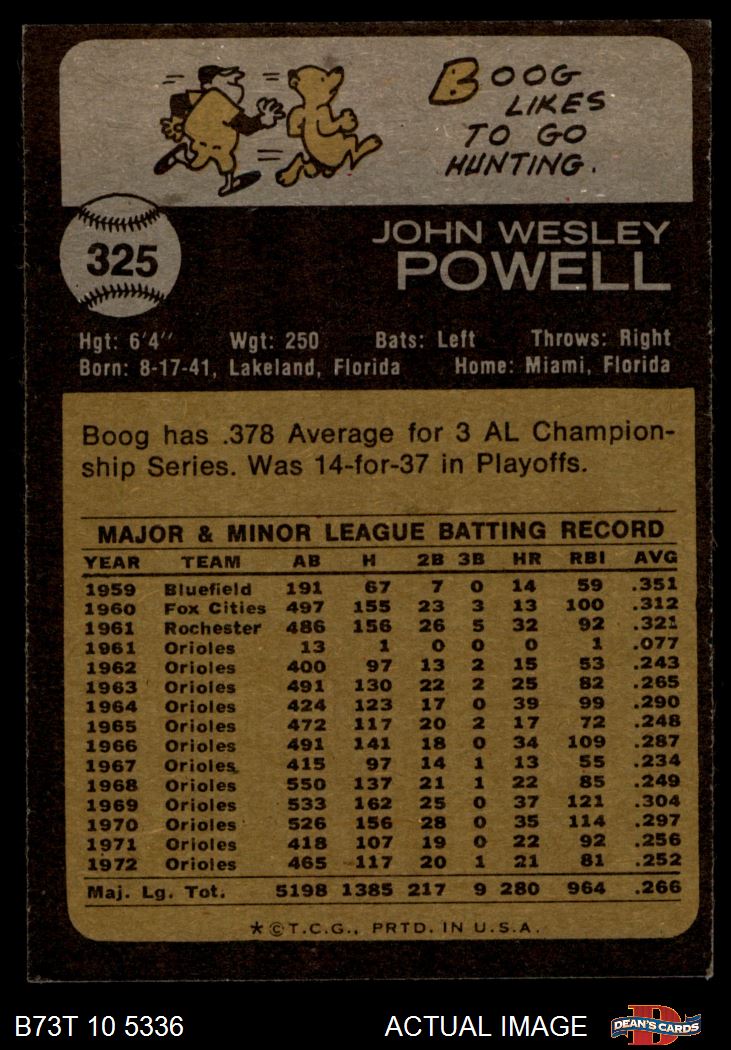 BOOG
LIKES
TO GO
HUNTING.
325
JOHN WESLEY
POWELL
Hgt: 6'4" Wgt: 250 Bats: Left Throws: Right
Born: 8-17-41, Lakeland, Florida Home: Miami, Florida
Boog has .378 Average for 3 AL Champion-
ship Series. Was 14-for-37 in Playoffs.
MAJOR & MINOR LEAGUE BATTING RECORD
YEAR TEAM AB H 2B 3B HR RBI AVG
1959 Bluefield 191 67 7 0 14 59 .351
1960 Fox Cities 497 155 23 3 13 100 .312
1961 Rochester 486 156 26 5 32 92 .321
1961 Orioles 13 1 0 0 0 1 .077
1962 Orioles 400 97 13 2 15 53 .243
1963 Orioles 491 130 22 2 25 82 .265
1964 Orioles 424 123 17 0 39 99 .290
1965 Orioles 472 117 20 2 17 72 .248
1966 Orioles 491 141 18 0 34 109 .287
1967 Orioles 415 97 14 1 13 55 .234
1968 Orioles 550 137 21 1 22 85 .249
1969 Orioles 533 162 25 0 37 121 .304
1970 Orioles 526 156 28 0 35 114 .297
1971 Orioles 418 107 19 0 22 92 .256
1972 Orioles 465 117 20 1 21 81 .252
Maj. Lg. Tot. 5198 1385 217 9 280 964 .266
*©T.C.G., PRTD. IN U.S.A.
B73T 10 5336 ACTUAL IMAGE DEAN'S CARDS